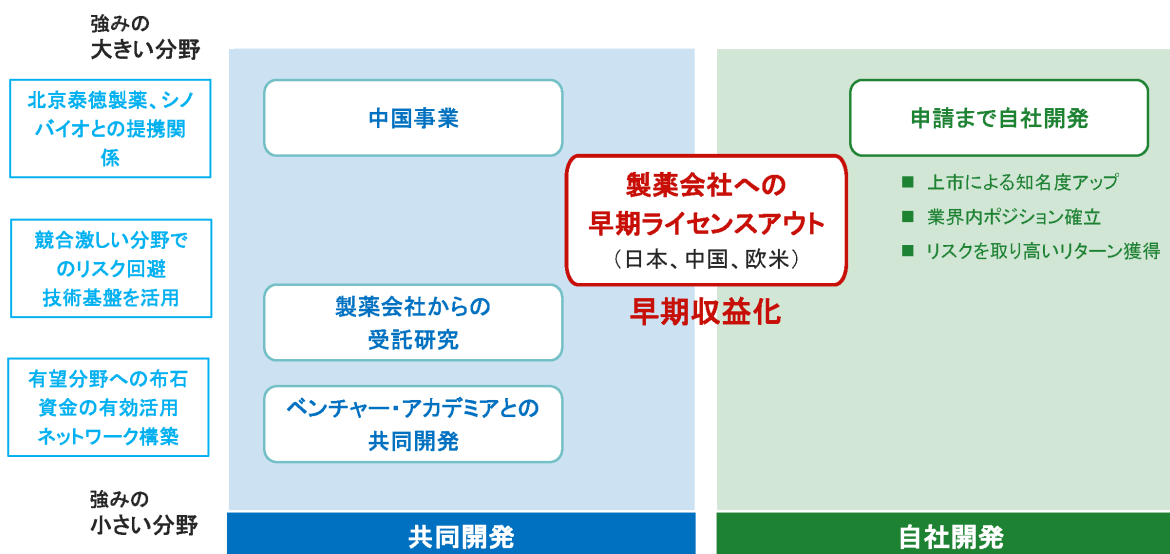 強みの
大きい分野
北京泰徳製薬、シノ
バイオとの提携関
係
競合激しい分野で
のリスク回避
技術基盤を活用
有望分野への布石
資金の有効活用
ネットワーク構築
強みの
小さい分野
中国事業
製薬会社からの
受託研究
ベンチャー・アカデミアとの
共同開発
製薬会社への
早期ライセンスアウト
（日本、中国、欧米）
早期収益化
申請まで自社開発
■ 上市による知名度アップ
■ 業界内ポジション確立
■ リスクを取り高いリターン獲得
共同開発
自社開発